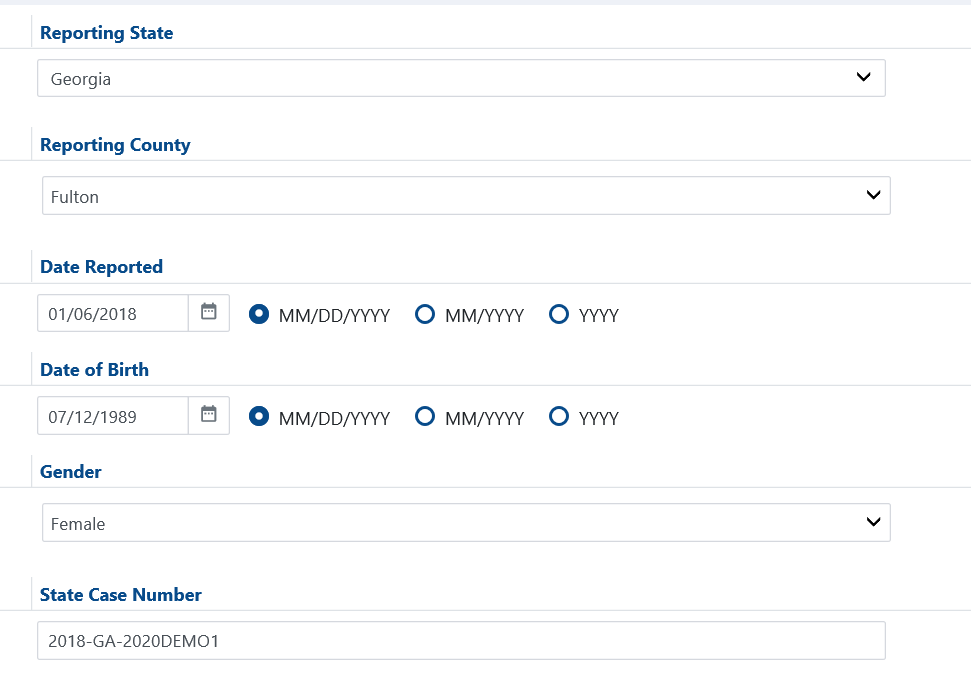 Reporting State
Georgia
Reporting County
Fulton
Date Reported
01/06/2018 MM/DD/YYYY MM/YYYY YYYY
Date of Birth
07/12/1989 MM/DD/YYYY MM/YYYY YYYY
Gender
Female
State Case Number
2018-GA-2020DEMO1